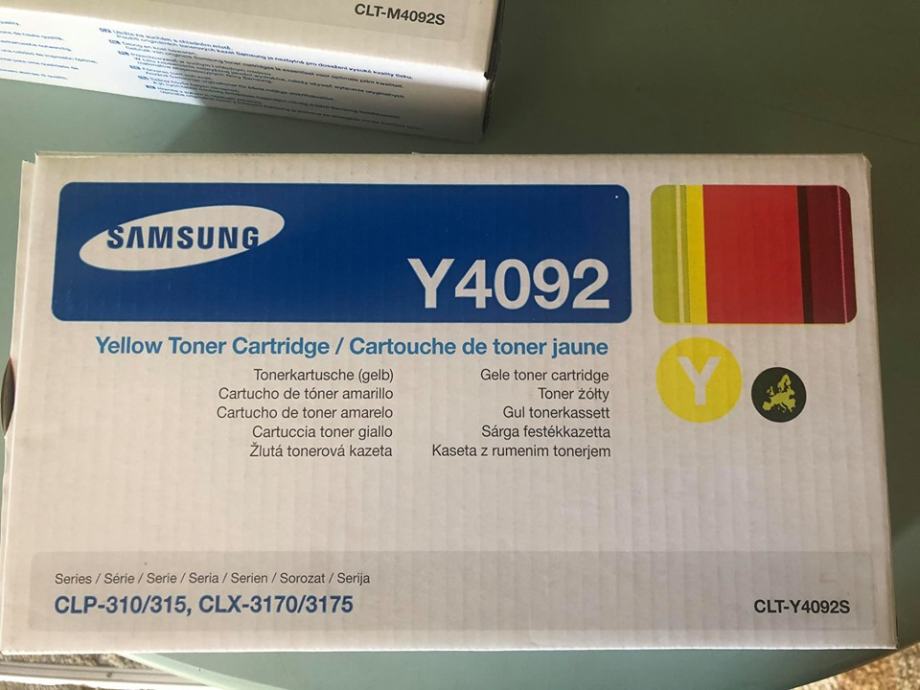 CLT-M4092S
SAMSUNG
Y4092
Yellow Toner Cartridge / Cartouche de toner jaune
Tonerkartusche (gelb)
Cartucho de tóner amarillo
Cartucho de toner amarelo
Cartuccia toner giallo
Žlutá tonerová kazeta
Gele toner cartridge
Toner żółty
Gul tonerkassett
Sárga festékkazetta
Kaseta z rumenim tonerjem
Y
Series / Série / Serie / Seria / Serien / Sorozat / Serija
CLP-310/315, CLX-3170/3175
CLT-Y4092S